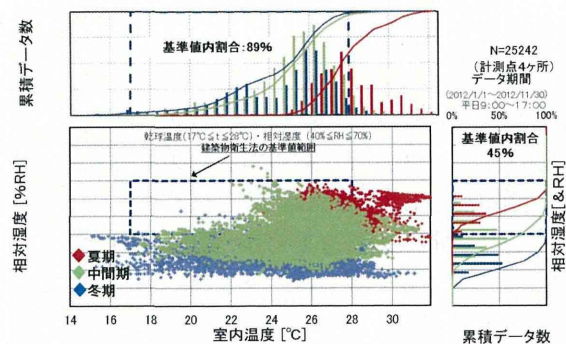 累積データ数
基準値内割合：89%
N=25242
（計測点4ヶ所）
データ期間
(2012/1/1～2012/11/30)
平日9:00～17:00
0% 50% 100%
相対湿度 [%RH]
乾球温度(17℃≦t≦28℃)・相対湿度 (40%≦RH≦70%)
建築物衛生法の基準値範囲
夏期
中間期
冬期
14 16 18 20 22 24 26 28 30
室内温度 [℃]
基準値内割合
45%
相対湿度 [&RH]
累積データ数